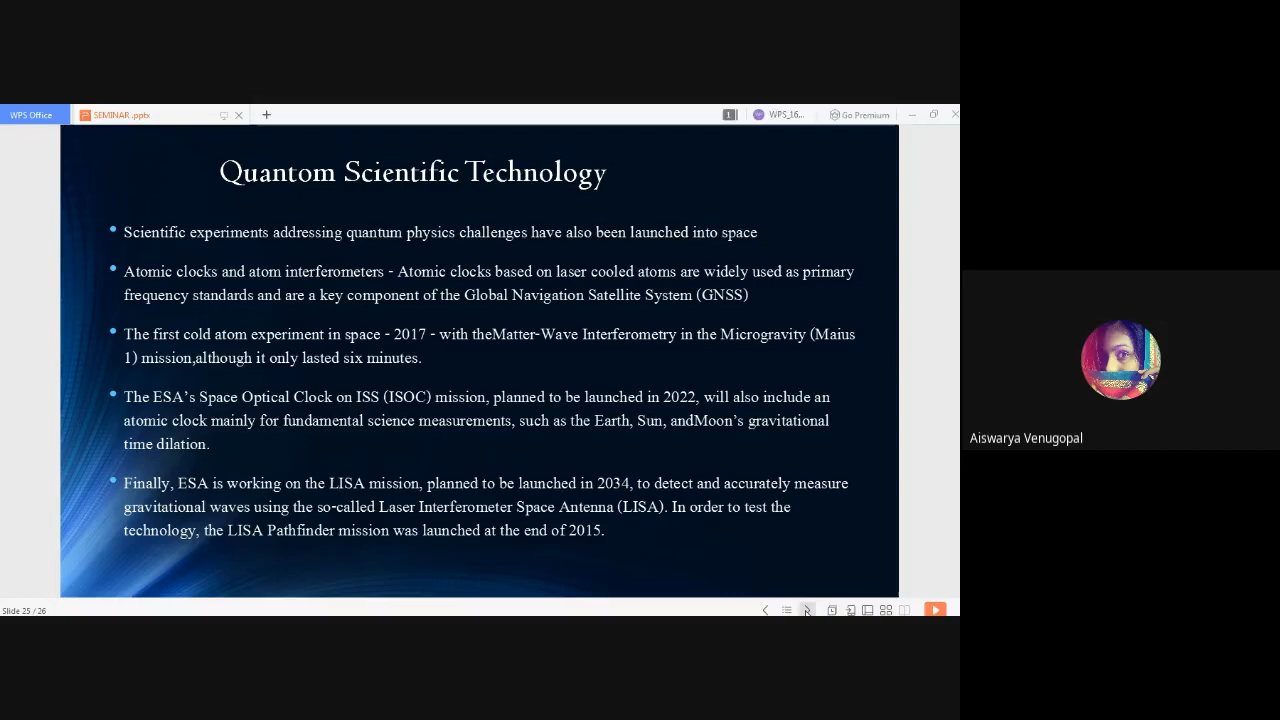 WPS Office
SEMINAR .pptx
1
WPS_16...
Go Premium
Quantom Scientific Technology
Scientific experiments addressing quantum physics challenges have also been launched into space
Atomic clocks and atom interferometers - Atomic clocks based on laser cooled atoms are widely used as primary
frequency standards and are a key component of the Global Navigation Satellite System (GNSS)
The first cold atom experiment in space - 2017 - with theMatter-Wave Interferometry in the Microgravity (Maius
1) mission,although it only lasted six minutes.
The ESA's Space Optical Clock on ISS (ISOC) mission, planned to be launched in 2022, will also include an
atomic clock mainly for fundamental science measurements, such as the Earth, Sun, andMoon's gravitational
time dilation.
Finally, ESA is working on the LISA mission, planned to be launched in 2034, to detect and accurately measure
gravitational waves using the so-called Laser Interferometer Space Antenna (LISA). In order to test the
technology, the LISA Pathfinder mission was launched at the end of 2015.
Slide 25 / 26
Aiswarya Venugopal